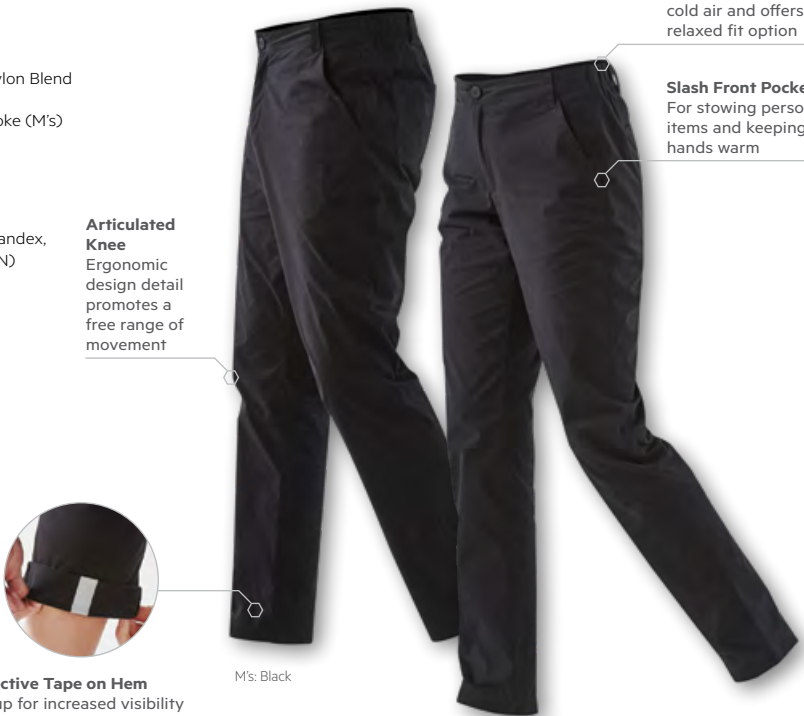 cold air and offers
relaxed fit option
ylon Blend
oke (M's)
andex,
N)
Slash Front Pocke
For stowing perso
items and keeping
hands warm
Articulated
Knee
Ergonomic
design detail
promotes a
free range of
movement
ctive Tape on Hem
up for increased visibility
M's: Black